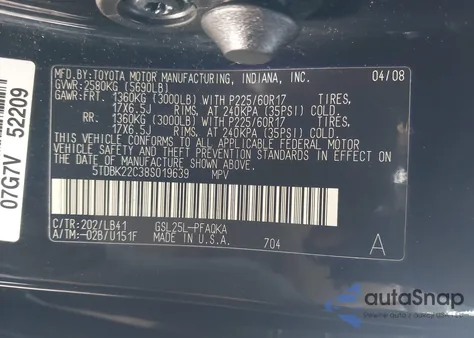 MFD. BY: TOYOTA MOTOR MANUFACTURING, INDIANA, INC. 04/08
GVWR: 2580KG (5690LB)
GAWR: FRT. 1360KG (3000LB) WITH P225/60R17 TIRES,
17X6.5J RIMS, AT 240KPA (35PSI) COLD.
RR. 1360KG (3000LB) WITH P225/60R17 TIRES,
17X6.5J RIMS, AT 240KPA (35PSI) COLD.
THIS VEHICLE CONFORMS TO ALL APPLICABLE FEDERAL
MOTOR VEHICLE SAFETY AND THEFT PREVENTION
STANDARDS IN EFFECT ON THE DATE OF
MANUFACTURE SHOWN ABOVE.
5TDBK22C38S019639 MPV
C/TR: 202/LB41 GSL25L-PFAQKA
A/TM: -02B/U151F MADE IN U.S.A. 704 A
07G7V 52209
autoSnap